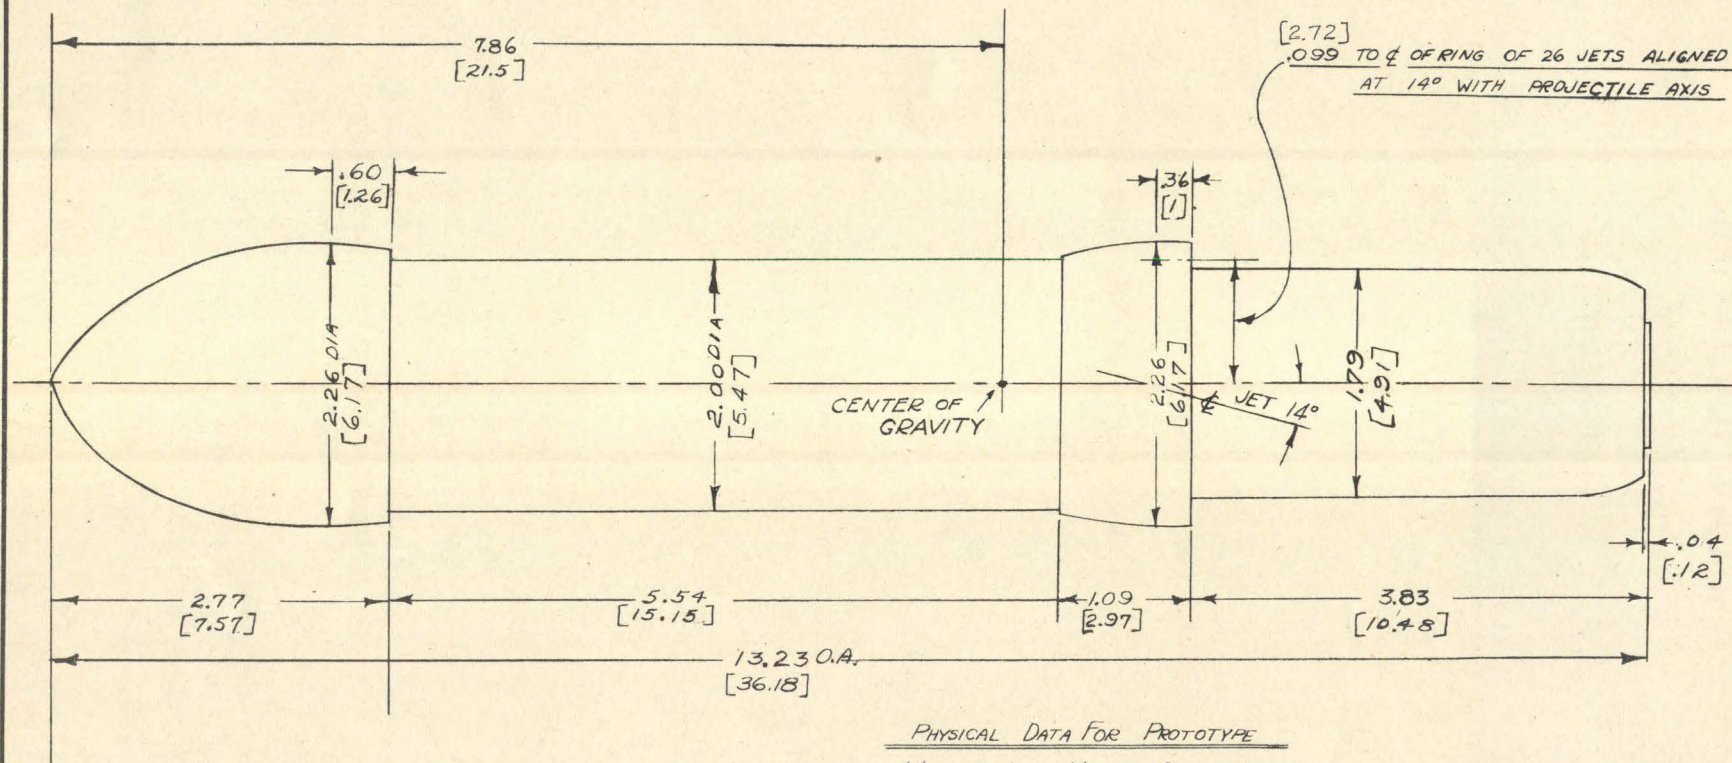 7.86
[21.5]
[2.72]
.099 TO ℄ OF RING OF 26 JETS ALIGNED
AT 14° WITH PROJECTILE AXIS
.60
[1.26]
.36
[1]
2.26 DIA
[6.17]
2.00 DIA
[5.47]
CENTER OF
GRAVITY
2.26
[6.17]
℄ JET 14°
1.79
[4.91]
.04
[.12]
2.77
[7.57]
5.54
[15.15]
1.09
[2.97]
3.83
[10.48]
13.23 O.A.
[36.18]
PHYSICAL DATA FOR PROTOTYPE